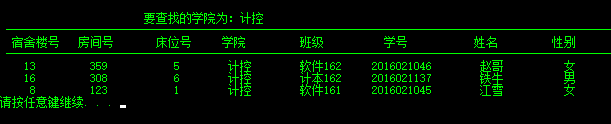 要查找的学院为：计控
宿舍楼号 房间号 床位号 学院 班级 学号 姓名 性别
13 359 5 计控 软件162 2016021046 赵哥 女
16 308 6 计控 计本162 2016021137 铁牛 男
8 123 1 计控 软件161 2016021045 江雪 女
请按任意键继续. . .